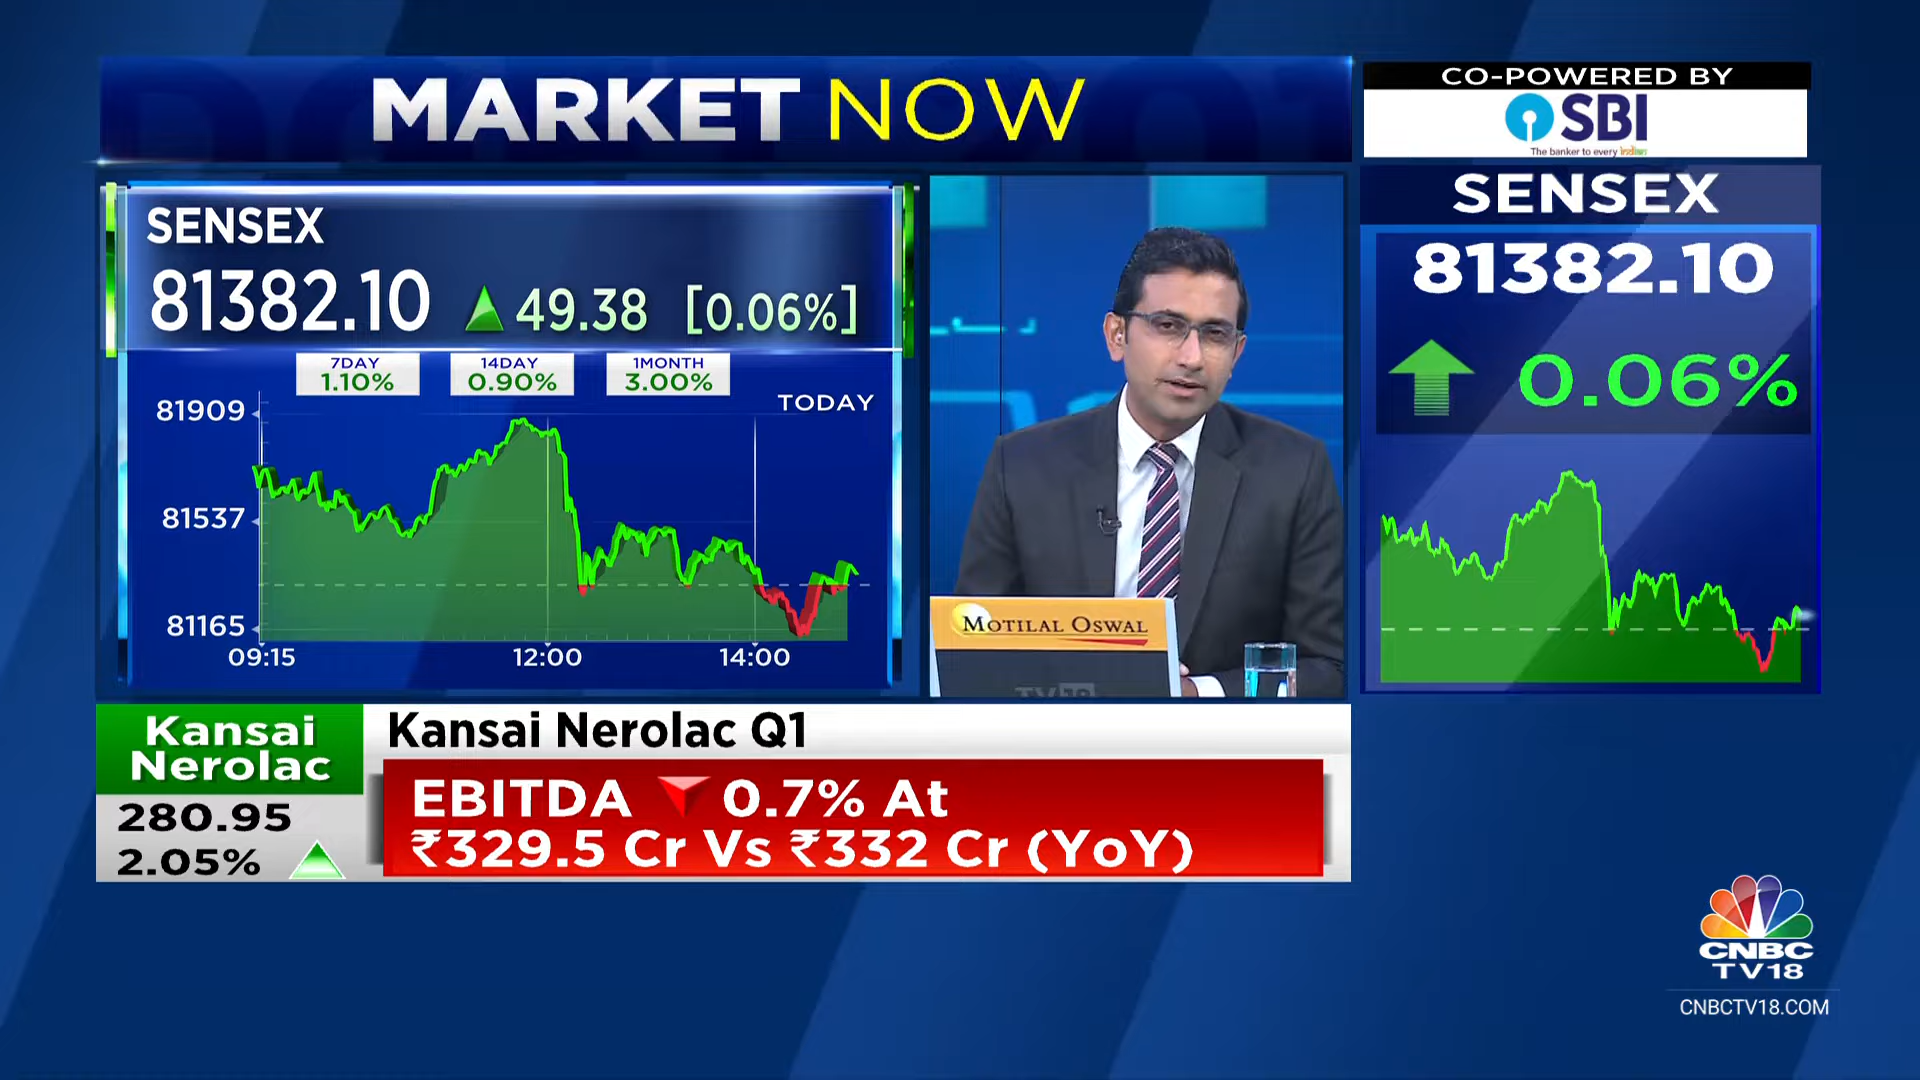 MARKET NOW
CO-POWERED BY
SBI
The banker to every Indian
SENSEX
81382.10 49.38 [0.06%]
7DAY
1.10%
14DAY
0.90%
1MONTH
3.00%
TODAY
81909
81537
81165
09:15 12:00 14:00
MOTILAL OSWAL
TV18
SENSEX
81382.10
0.06%
Kansai
Nerolac
280.95
2.05%
Kansai Nerolac Q1
EBITDA 0.7% At
₹329.5 Cr Vs ₹332 Cr (YoY)
CNBC
TV18
CNBCTV18.COM